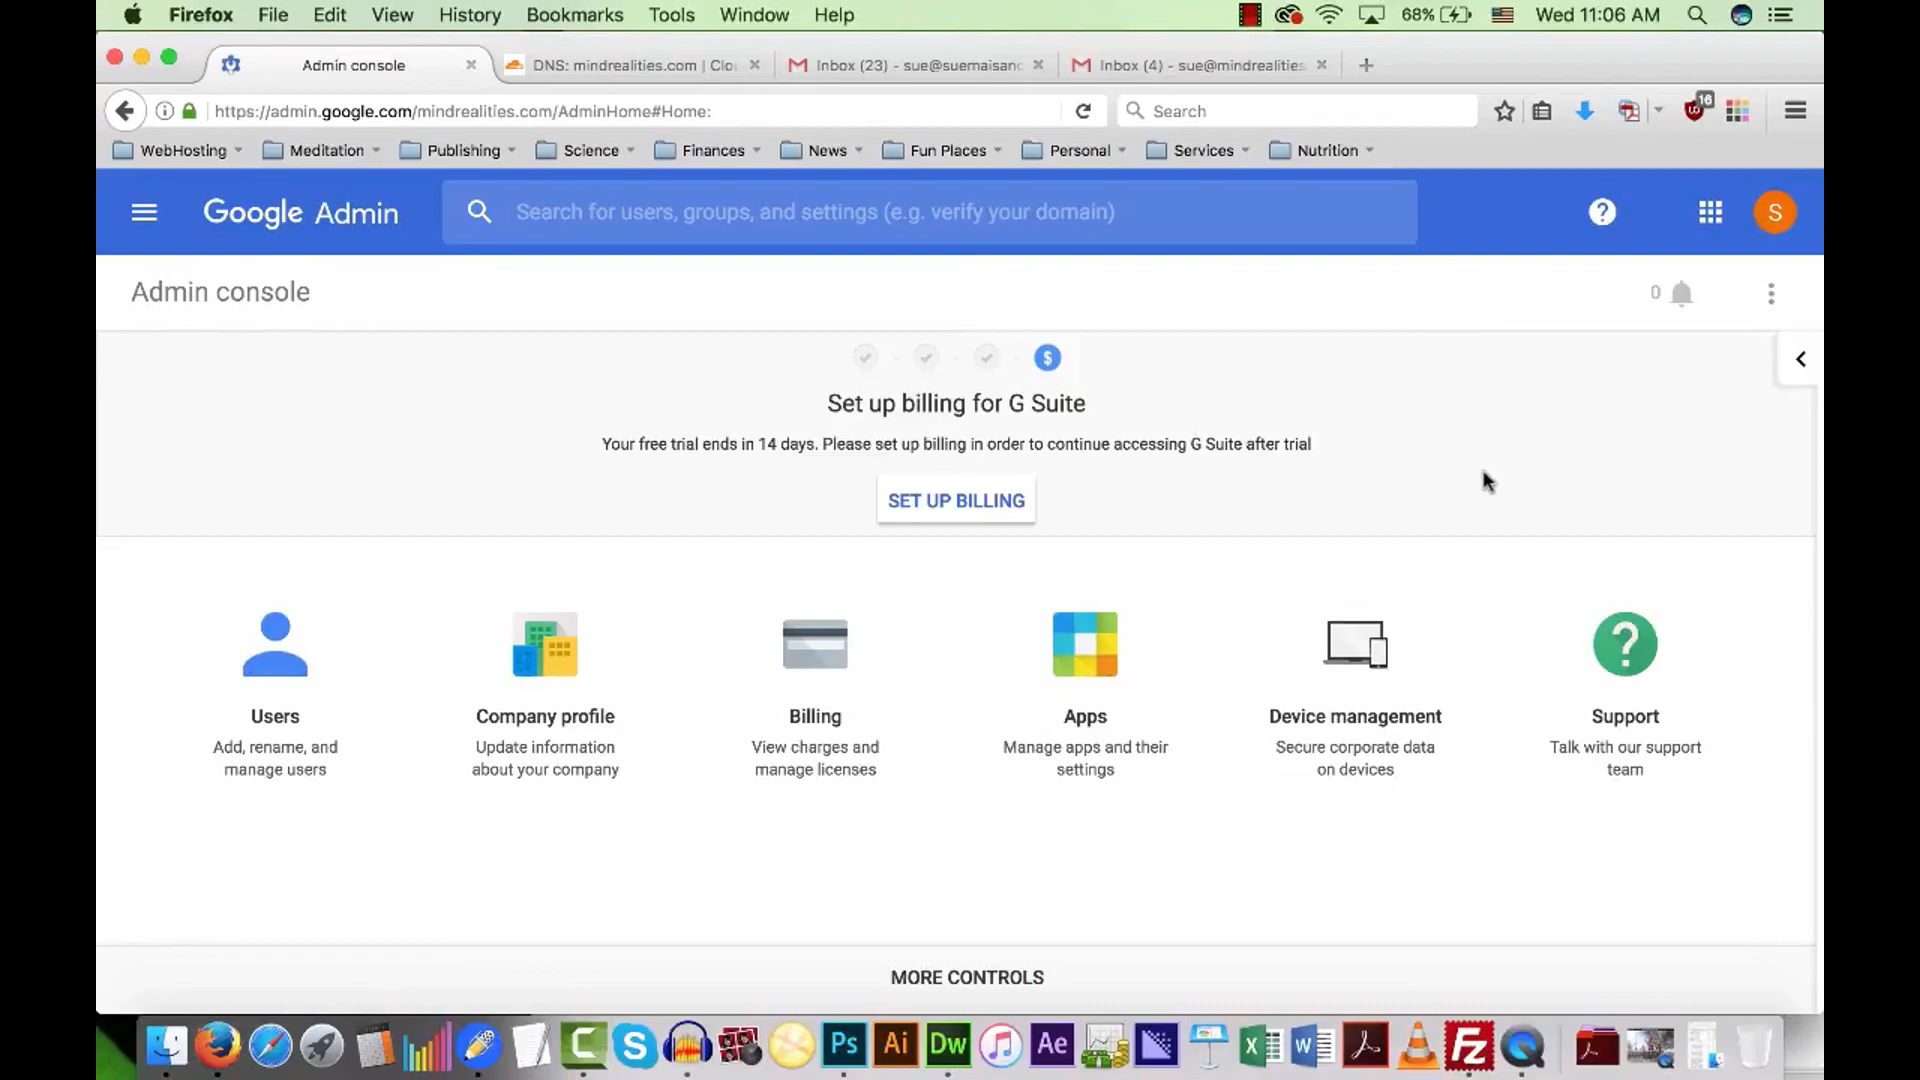 Firefox File Edit View History Bookmarks Tools Window Help 68% Wed 11:06 AM
Admin console DNS: mindrealities.com | Clou Inbox (23) - sue@suemaisano Inbox (4) - sue@mindrealities
https://admin.google.com/mindrealities.com/AdminHome#Home: Search 16
WebHosting Meditation Publishing Science Finances News Fun Places Personal Services Nutrition
Google Admin Search for users, groups, and settings (e.g. verify your domain) ? S
Admin console 0
$
Set up billing for G Suite
Your free trial ends in 14 days. Please set up billing in order to continue accessing G Suite after trial
SET UP BILLING
?
Users Company profile Billing Apps Device management Support
Add, rename, and Update information View charges and Manage apps and their Secure corporate data Talk with our support
manage users about your company manage licenses settings on devices team
MORE CONTROLS
C S Ps Ai Dw Ae X W Fz